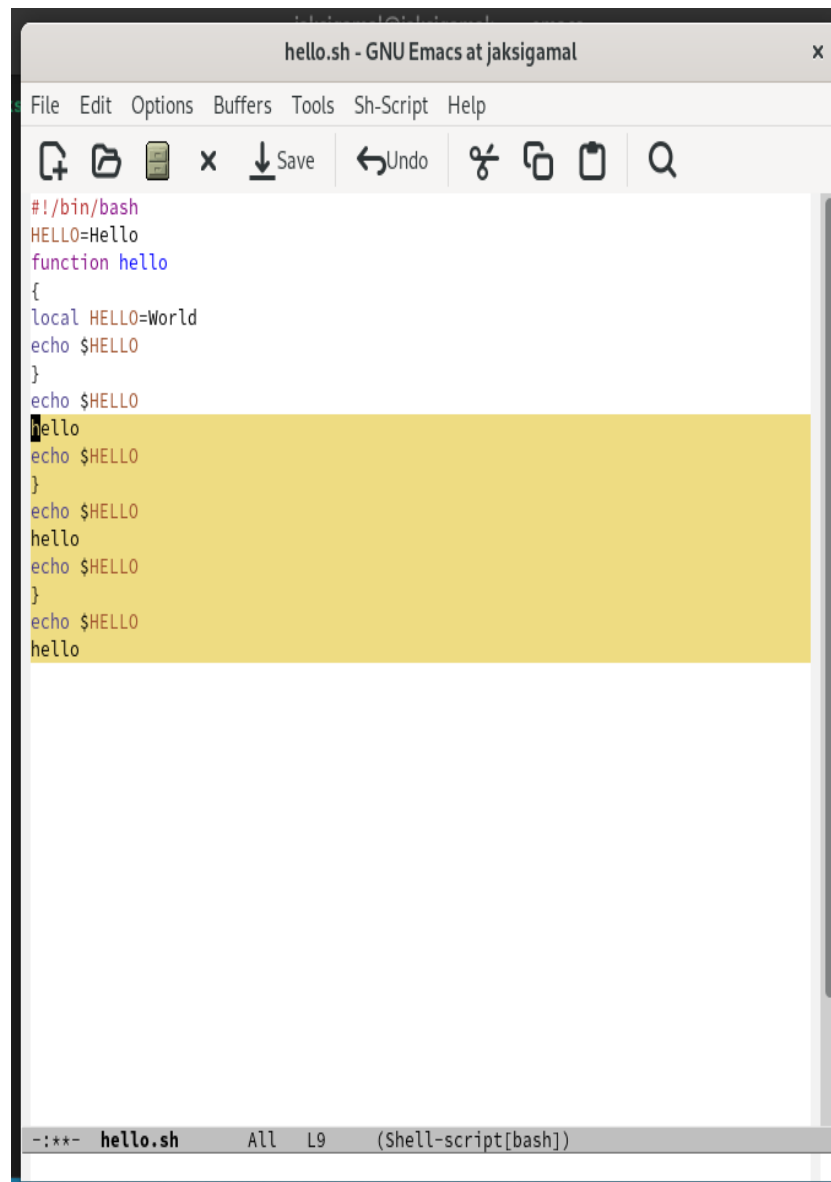 hello.sh - GNU Emacs at jaksigamal
File Edit Options Buffers Tools Sh-Script Help
Save Undo
#!/bin/bash
HELLO=Hello
function hello
{
local HELLO=World
echo $HELLO
}
echo $HELLO
hello
echo $HELLO
}
echo $HELLO
hello
echo $HELLO
}
echo $HELLO
hello
-:**- hello.sh All L9 (Shell-script[bash])